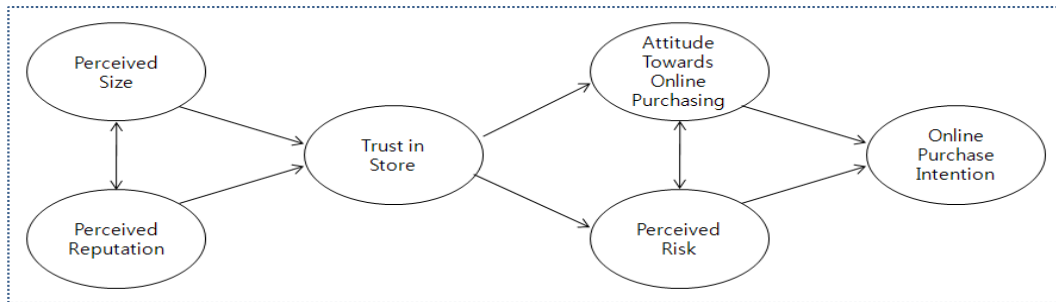 Perceived
Size
Perceived
Reputation
Trust in
Store
Attitude
Towards
Online
Purchasing
Perceived
Risk
Online
Purchase
Intention